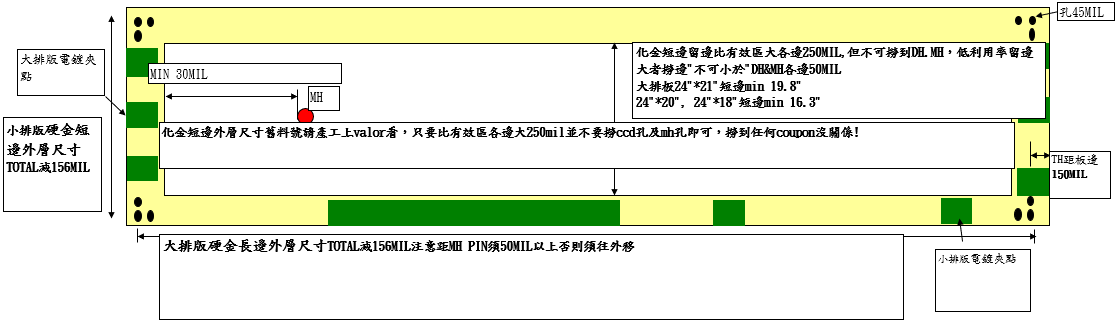 孔45MIL
化金短邊留邊比有效區大各邊250MIL,但不可撈到DH.MH，低利用率留邊
大者撈邊"不可小於"DH&MH各邊50MIL
大排板24"*21"短邊min 19.8"
24"*20", 24"*18"短邊min 16.3"
大排版電鍍夾
點
MIN 30MIL
MH
小排版硬金短
邊外層尺寸
TOTAL減156MIL
化金短邊外層尺寸舊料號請產工上valor看，只要比有效區各邊大250mil並不要撈ccd孔及mh孔即可，撈到任何coupon沒關係!
TH距板邊
150MIL
大排版硬金長邊外層尺寸TOTAL減156MIL注意距MH PIN須50MIL以上否則須往外移
小排版電鍍夾點